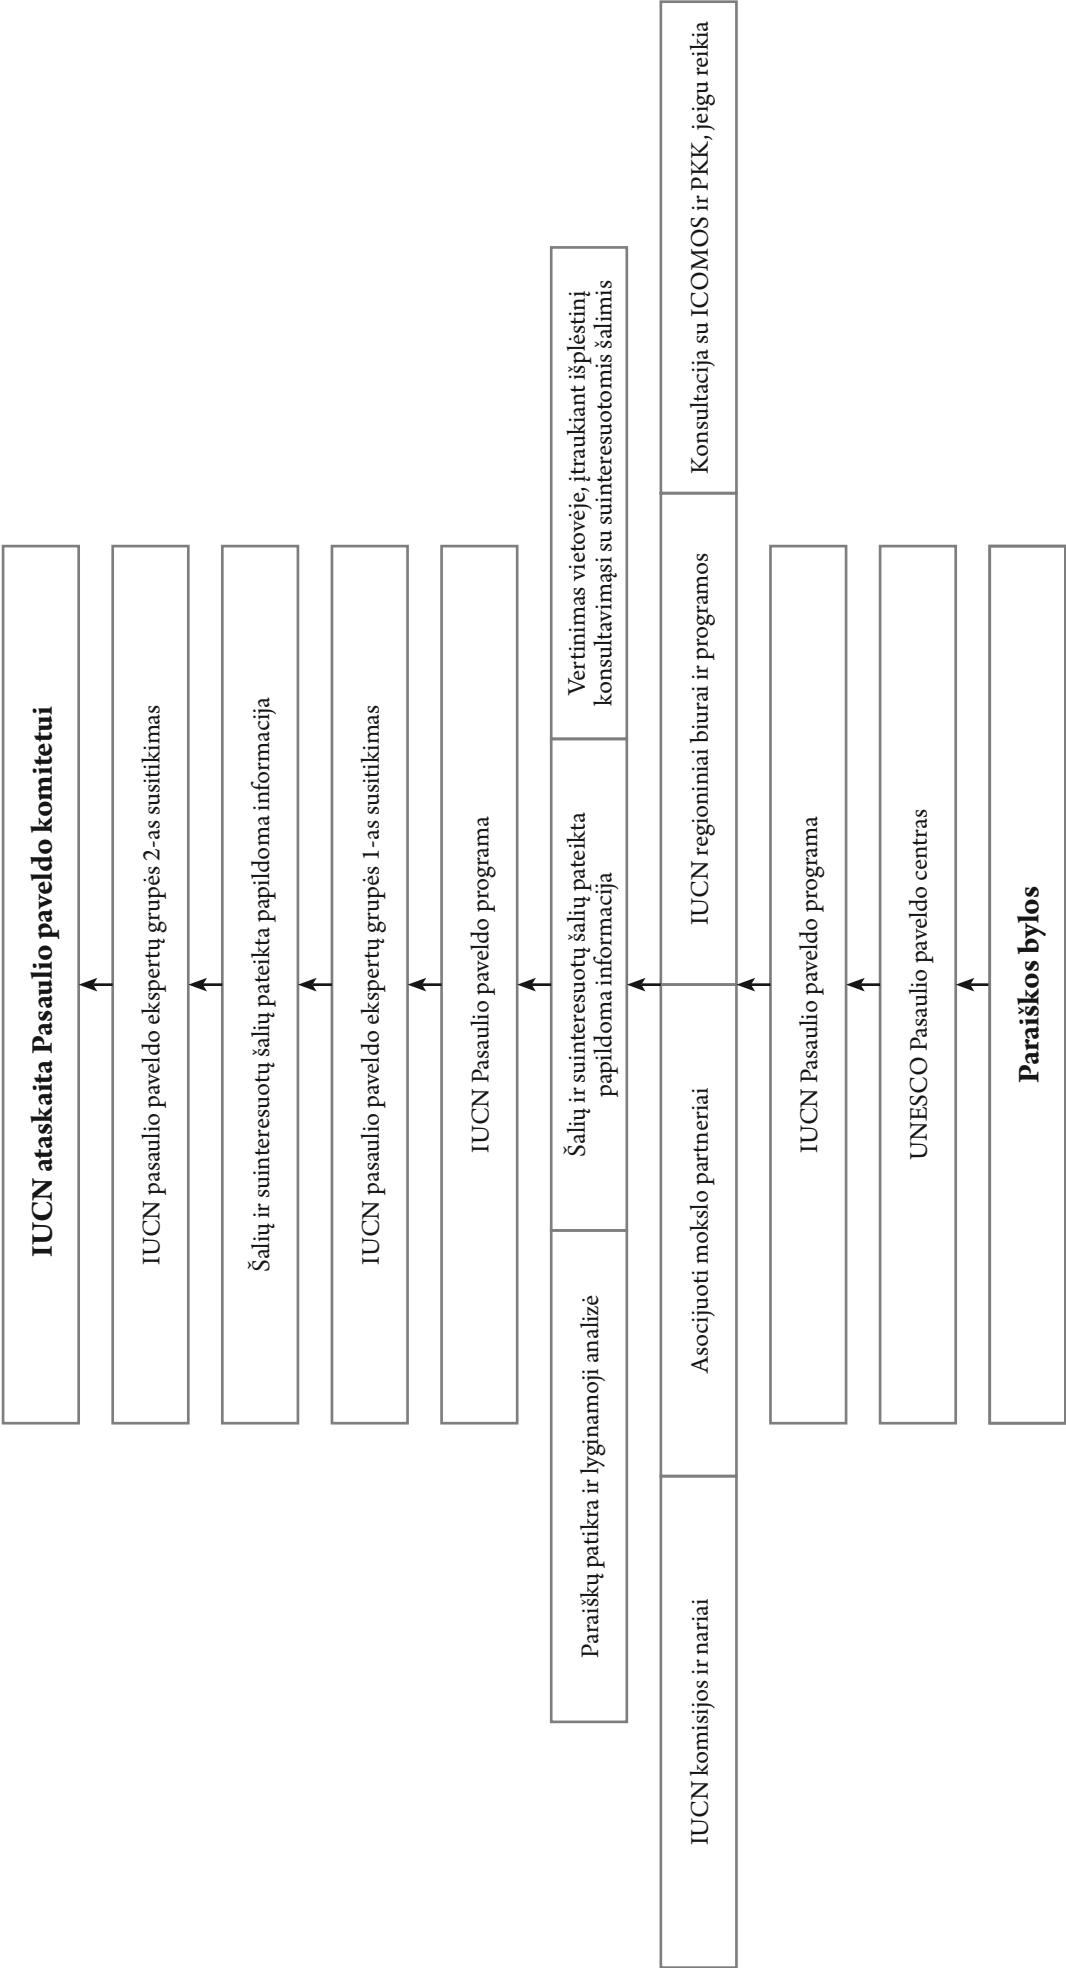 IUCN ataskaita Pasaulio paveldo komitetui
IUCN pasaulio paveldo ekspertų grupės 2-as susitikimas
Šalių ir suinteresuotų šalių pateikta papildoma informacija
IUCN pasaulio paveldo ekspertų grupės 1-as susitikimas
IUCN Pasaulio paveldo programa
Paraiškų patikra ir lyginamoji analizė
Šalių ir suinteresuotų šalių pateikta
papildoma informacija
Vertinimas vietovėje, įtraukiant išplėstinį
konsultavimąsi su suinteresuotomis šalimis
IUCN komisijos ir nariai
Asocijuoti mokslo partneriai
IUCN regioniniai biurai ir programos
Konsultacija su ICOMOS ir PKK, jeigu reikia
IUCN Pasaulio paveldo programa
UNESCO Pasaulio paveldo centras
Paraiškos bylos